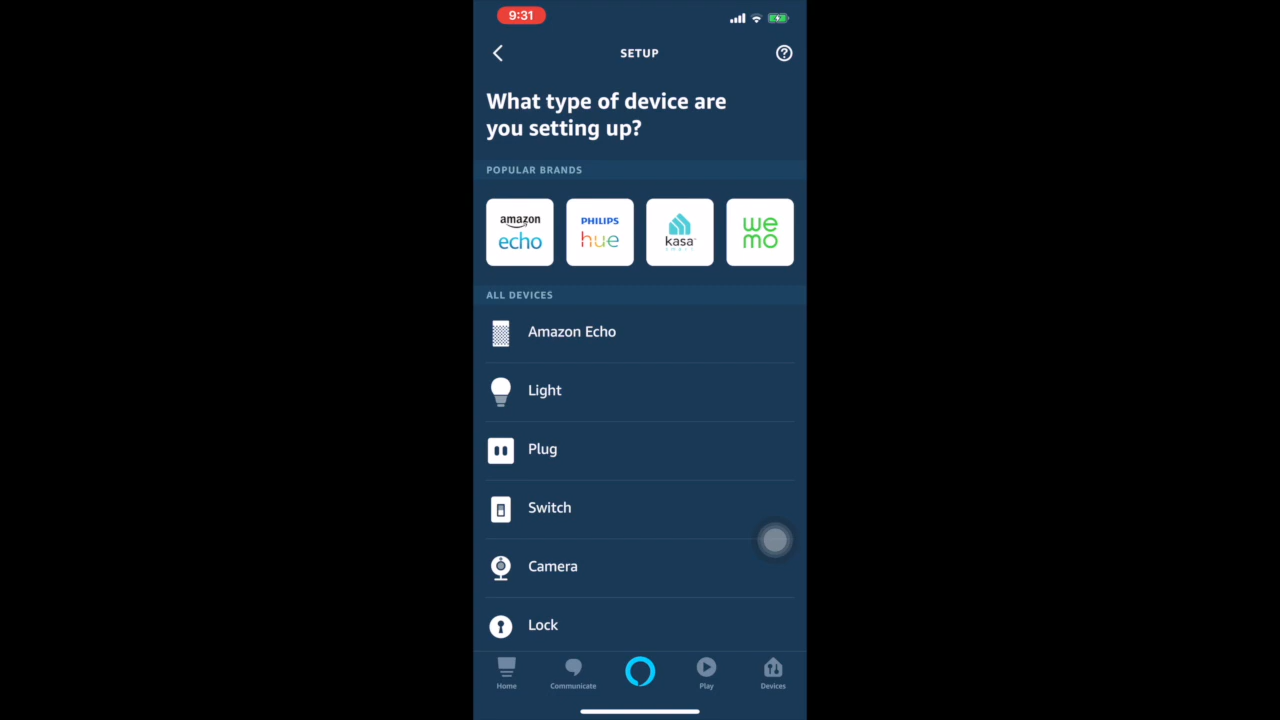 9:31
SETUP
What type of device are
you setting up?
POPULAR BRANDS
amazon
echo
PHILIPS
hue
kasa
smart
we
mo
ALL DEVICES
Amazon Echo
Light
Plug
Switch
Camera
Lock
Home
Communicate
Play
Devices